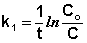 k₁ = 1/t ln C₀/C